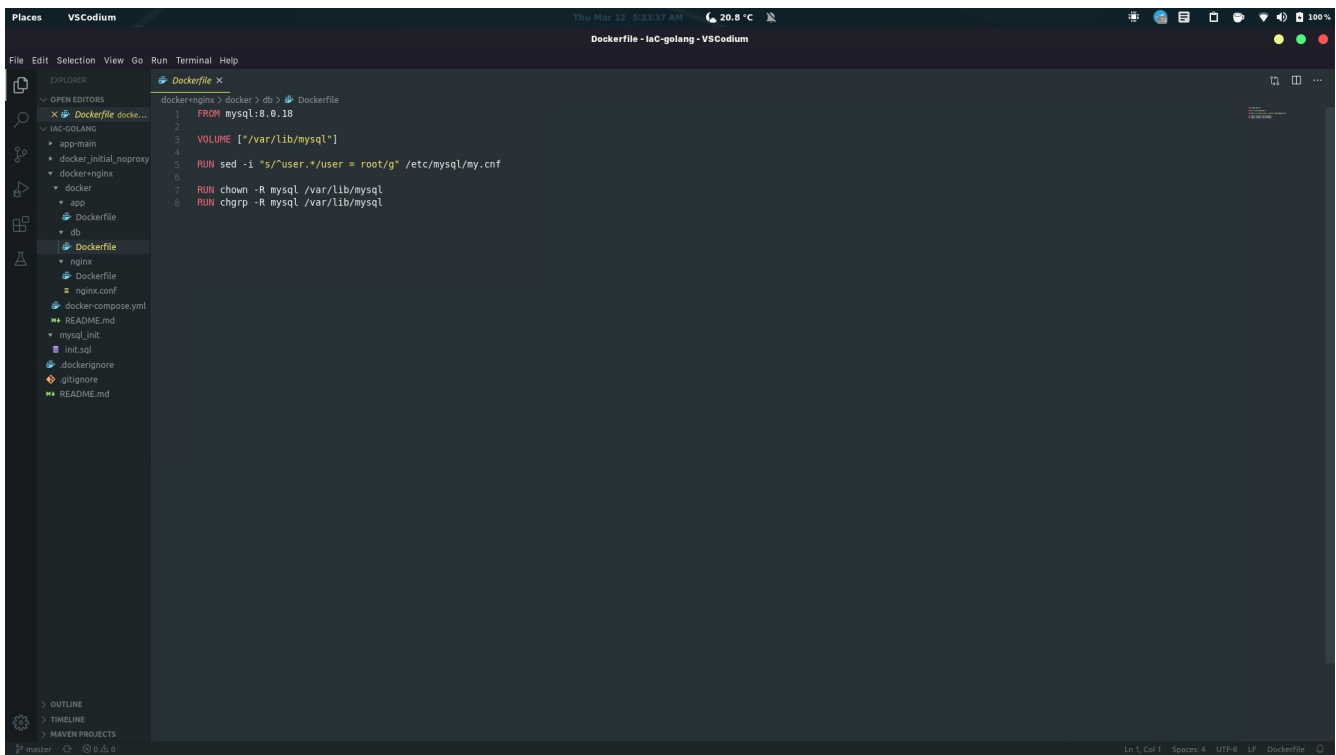 Places VSCodium Thu Mar 12 5:33:37 AM 20.8 °C 100%
Dockerfile - IaC-golang - VSCodium
File Edit Selection View Go Run Terminal Help
EXPLORER
OPEN EDITORS
Dockerfile docke...
IAC-GOLANG
app-main
docker_initial_noproxy
docker+nginx
docker
app
Dockerfile
db
Dockerfile
nginx
Dockerfile
nginx.conf
docker-compose.yml
README.md
mysql_init
init.sql
.dockerignore
.gitignore
README.md
OUTLINE
TIMELINE
MAVEN PROJECTS
Dockerfile
docker+nginx > docker > db > Dockerfile
1 FROM mysql:8.0.18
2
3 VOLUME ["/var/lib/mysql"]
4
5 RUN sed -i "s/^user.*/user = root/g" /etc/mysql/my.cnf
6
7 RUN chown -R mysql /var/lib/mysql
8 RUN chgrp -R mysql /var/lib/mysql
master 0 0 Ln 1, Col 1 Spaces: 4 UTF-8 LF Dockerfile